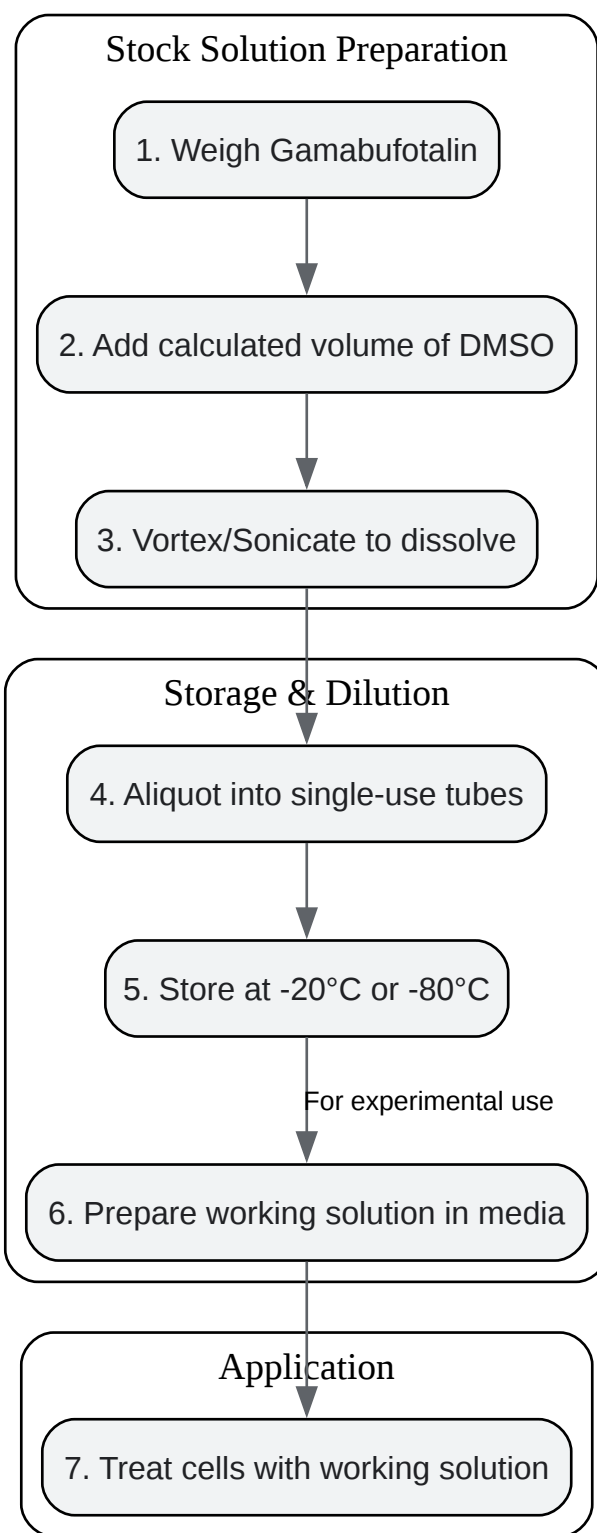 Stock Solution Preparation
1. Weigh Gamabufotalin
2. Add calculated volume of DMSO
3. Vortex/Sonicate to dissolve
Storage & Dilution
4. Aliquot into single-use tubes
5. Store at -20°C or -80°C
For experimental use
6. Prepare working solution in media
Application
7. Treat cells with working solution